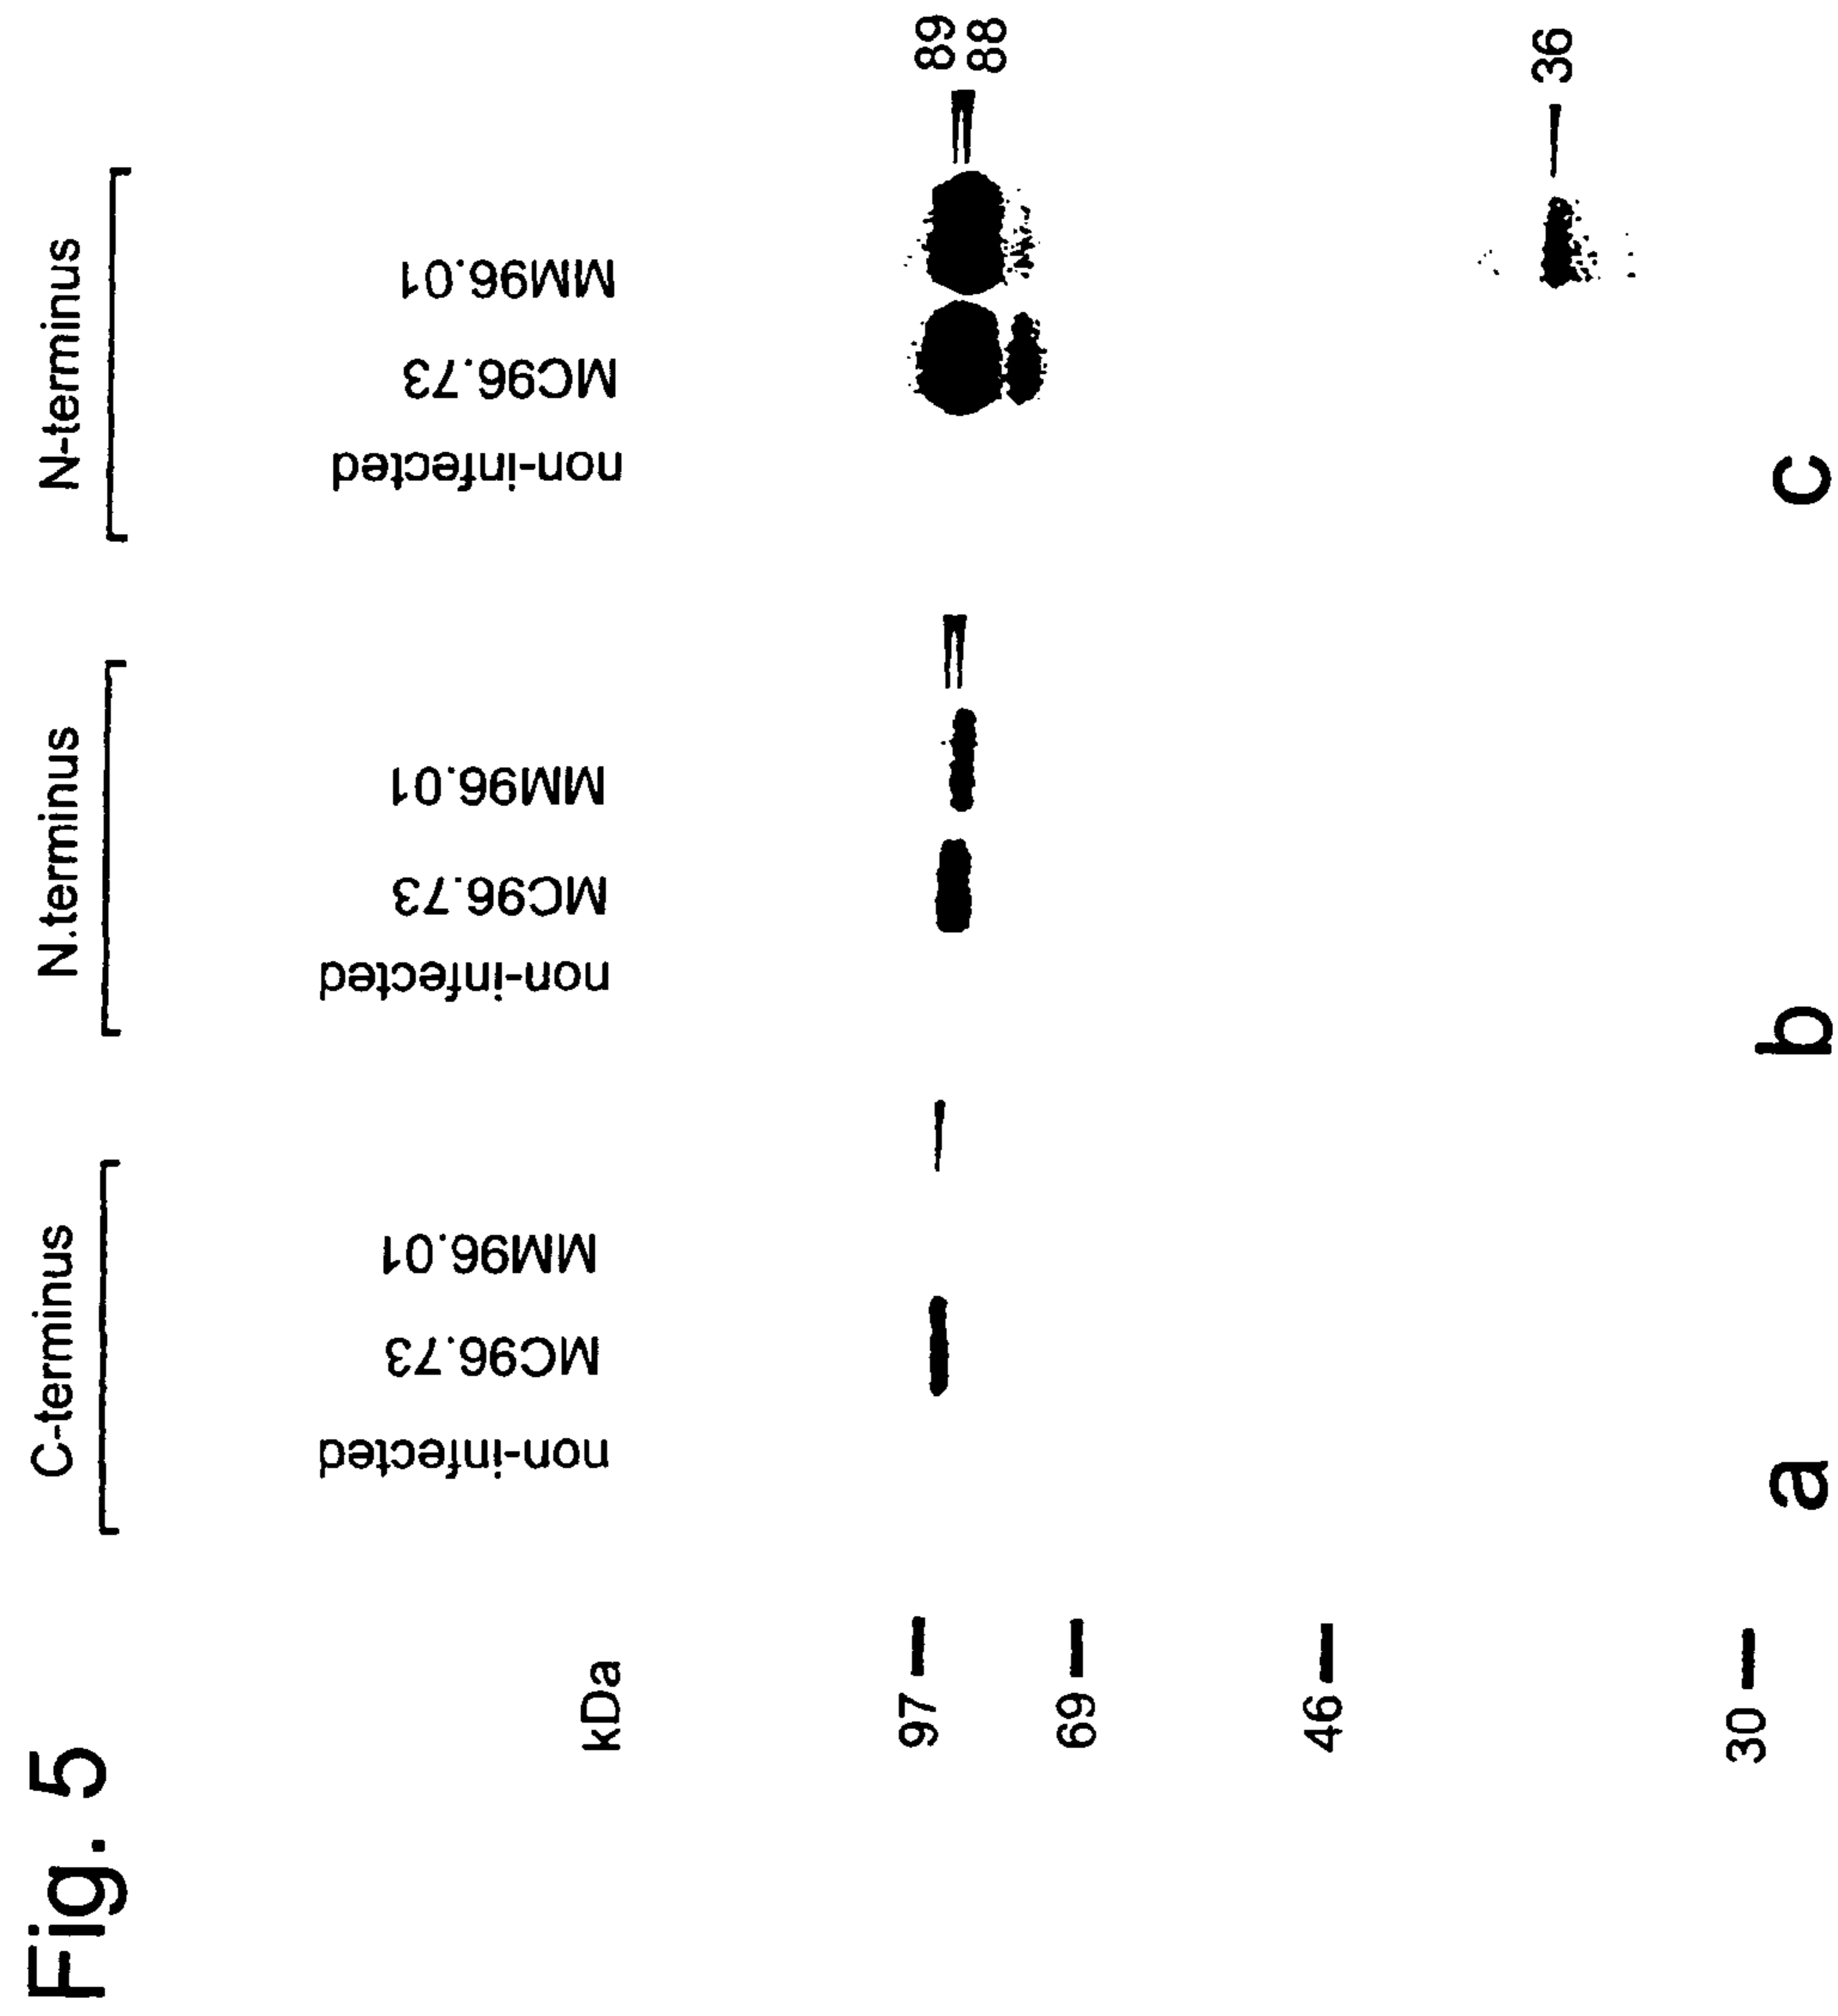 Fig. 5
C-terminus
N.terminus
N-terminus
non-infected
MC96.73
MM96.01
non-infected
MC96.73
MM96.01
non-infected
MC96.73
MM96.01
kDa
97
69
46
30
89
88
36
a
b
c